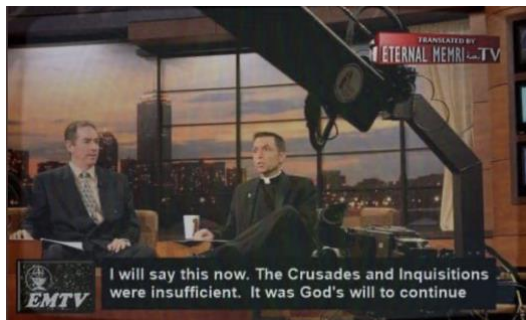 TRANSLATED BY
ETERNAL MEMRI TV
EMTV
I will say this now. The Crusades and Inquisitions
were insufficient. It was God's will to continue